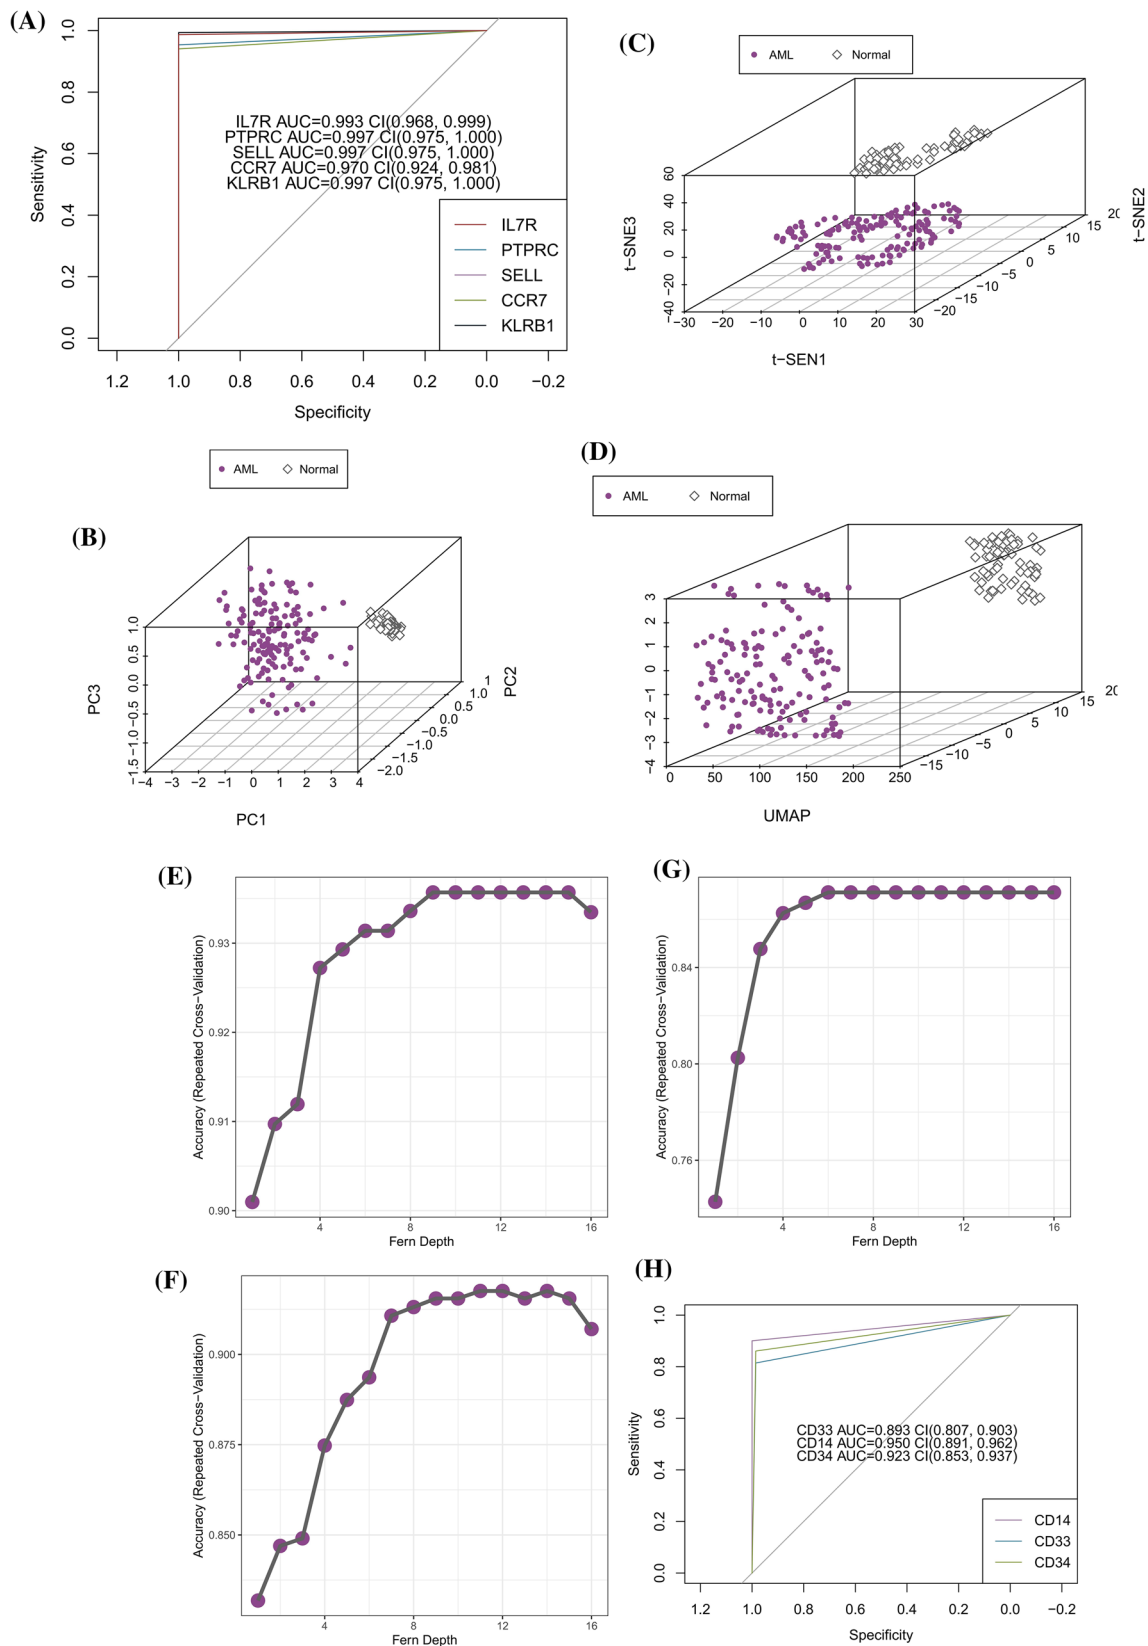 (A)
1.0
0.8
0.6
0.4
0.2
0.0
Sensitivity
IL7R AUC=0.993 CI(0.968, 0.999)
PTPRC AUC=0.997 CI(0.975, 1.000)
SELL AUC=0.997 CI(0.975, 1.000)
CCR7 AUC=0.970 CI(0.924, 0.981)
KLRB1 AUC=0.997 CI(0.975, 1.000)
IL7R
PTPRC
SELL
CCR7
KLRB1
1.2 1.0 0.8 0.6 0.4 0.2 0.0 −0.2
Specificity
(C)
AML Normal
60
40
20
0
−20
−40
t−SNE3
−30 −20 −10 0 10 20 30
t−SEN1
−20
−15
−10
−5
0
5
10
15
20
t−SNE2
(B)
AML Normal
1.0
0.5
0.0
−0.5
−1.0
−1.5
PC3
−4 −3 −2 −1 0 1 2 3 4
PC1
−2.0
−1.5
−1.0
−0.5
0.0
0.5
1.0
1
PC2
(D)
AML Normal
3
2
1
0
−1
−2
−3
−4
0 50 100 150 200 250
UMAP
−15
−10
−5
0
5
10
15
20
(E)
0.93
0.92
0.91
0.90
Accuracy (Repeated Cross−Validation)
4 8 12 16
Fern Depth
(G)
0.84
0.80
0.76
Accuracy (Repeated Cross−Validation)
4 8 12 16
Fern Depth
(F)
0.900
0.875
0.850
Accuracy (Repeated Cross−Validation)
4 8 12 16
Fern Depth
(H)
1.0
0.8
0.6
0.4
0.2
0.0
Sensitivity
CD33 AUC=0.893 CI(0.807, 0.903)
CD14 AUC=0.950 CI(0.891, 0.962)
CD34 AUC=0.923 CI(0.853, 0.937)
CD14
CD33
CD34
1.2 1.0 0.8 0.6 0.4 0.2 0.0 −0.2
Specificity